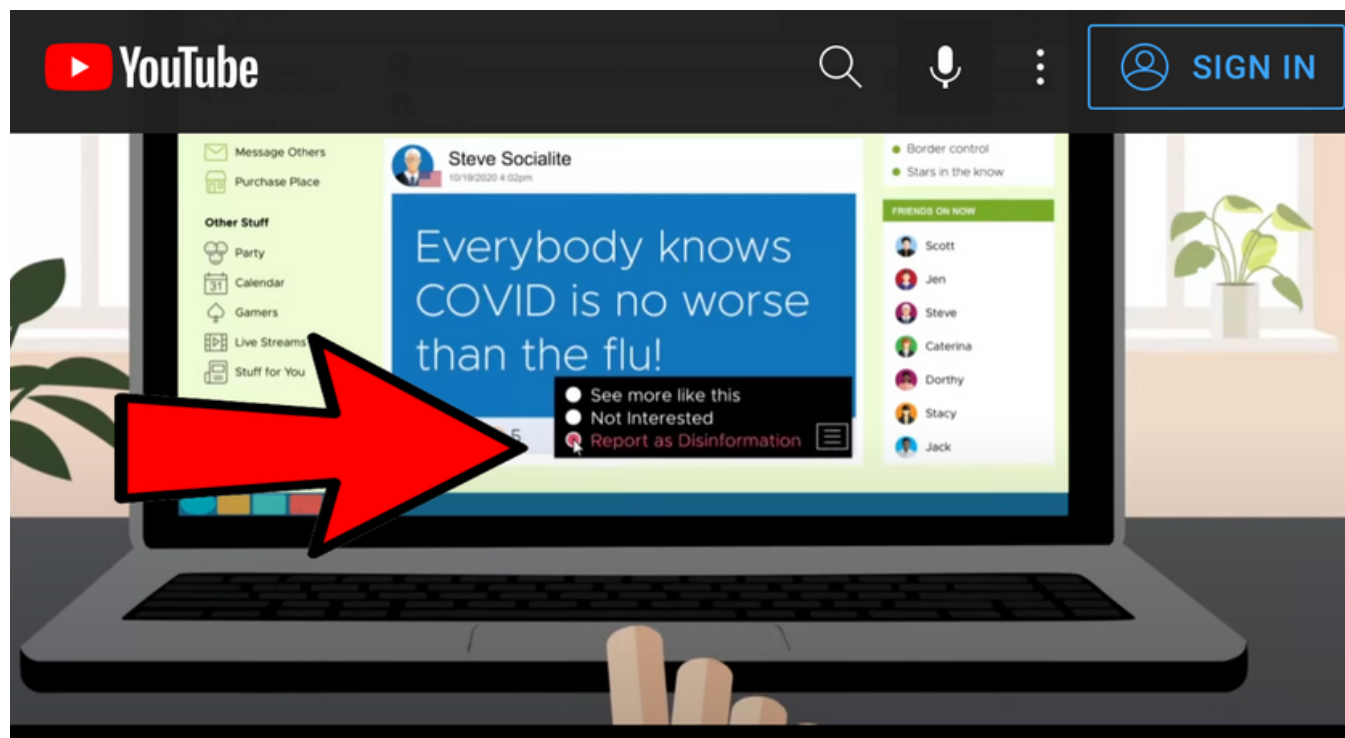 YouTube
SIGN IN
Message Others
Purchase Place
Other Stuff
Party
31
Calendar
Gamers
Live Streams
Stuff for You
Steve Socialite
10/19/2020 4:02pm
Everybody knows
COVID is no worse
than the flu!
5
See more like this
Not Interested
Report as Disinformation
Border control
Stars in the know
FRIENDS ON NOW
Scott
Jen
Steve
Caterina
Dorthy
Stacy
Jack